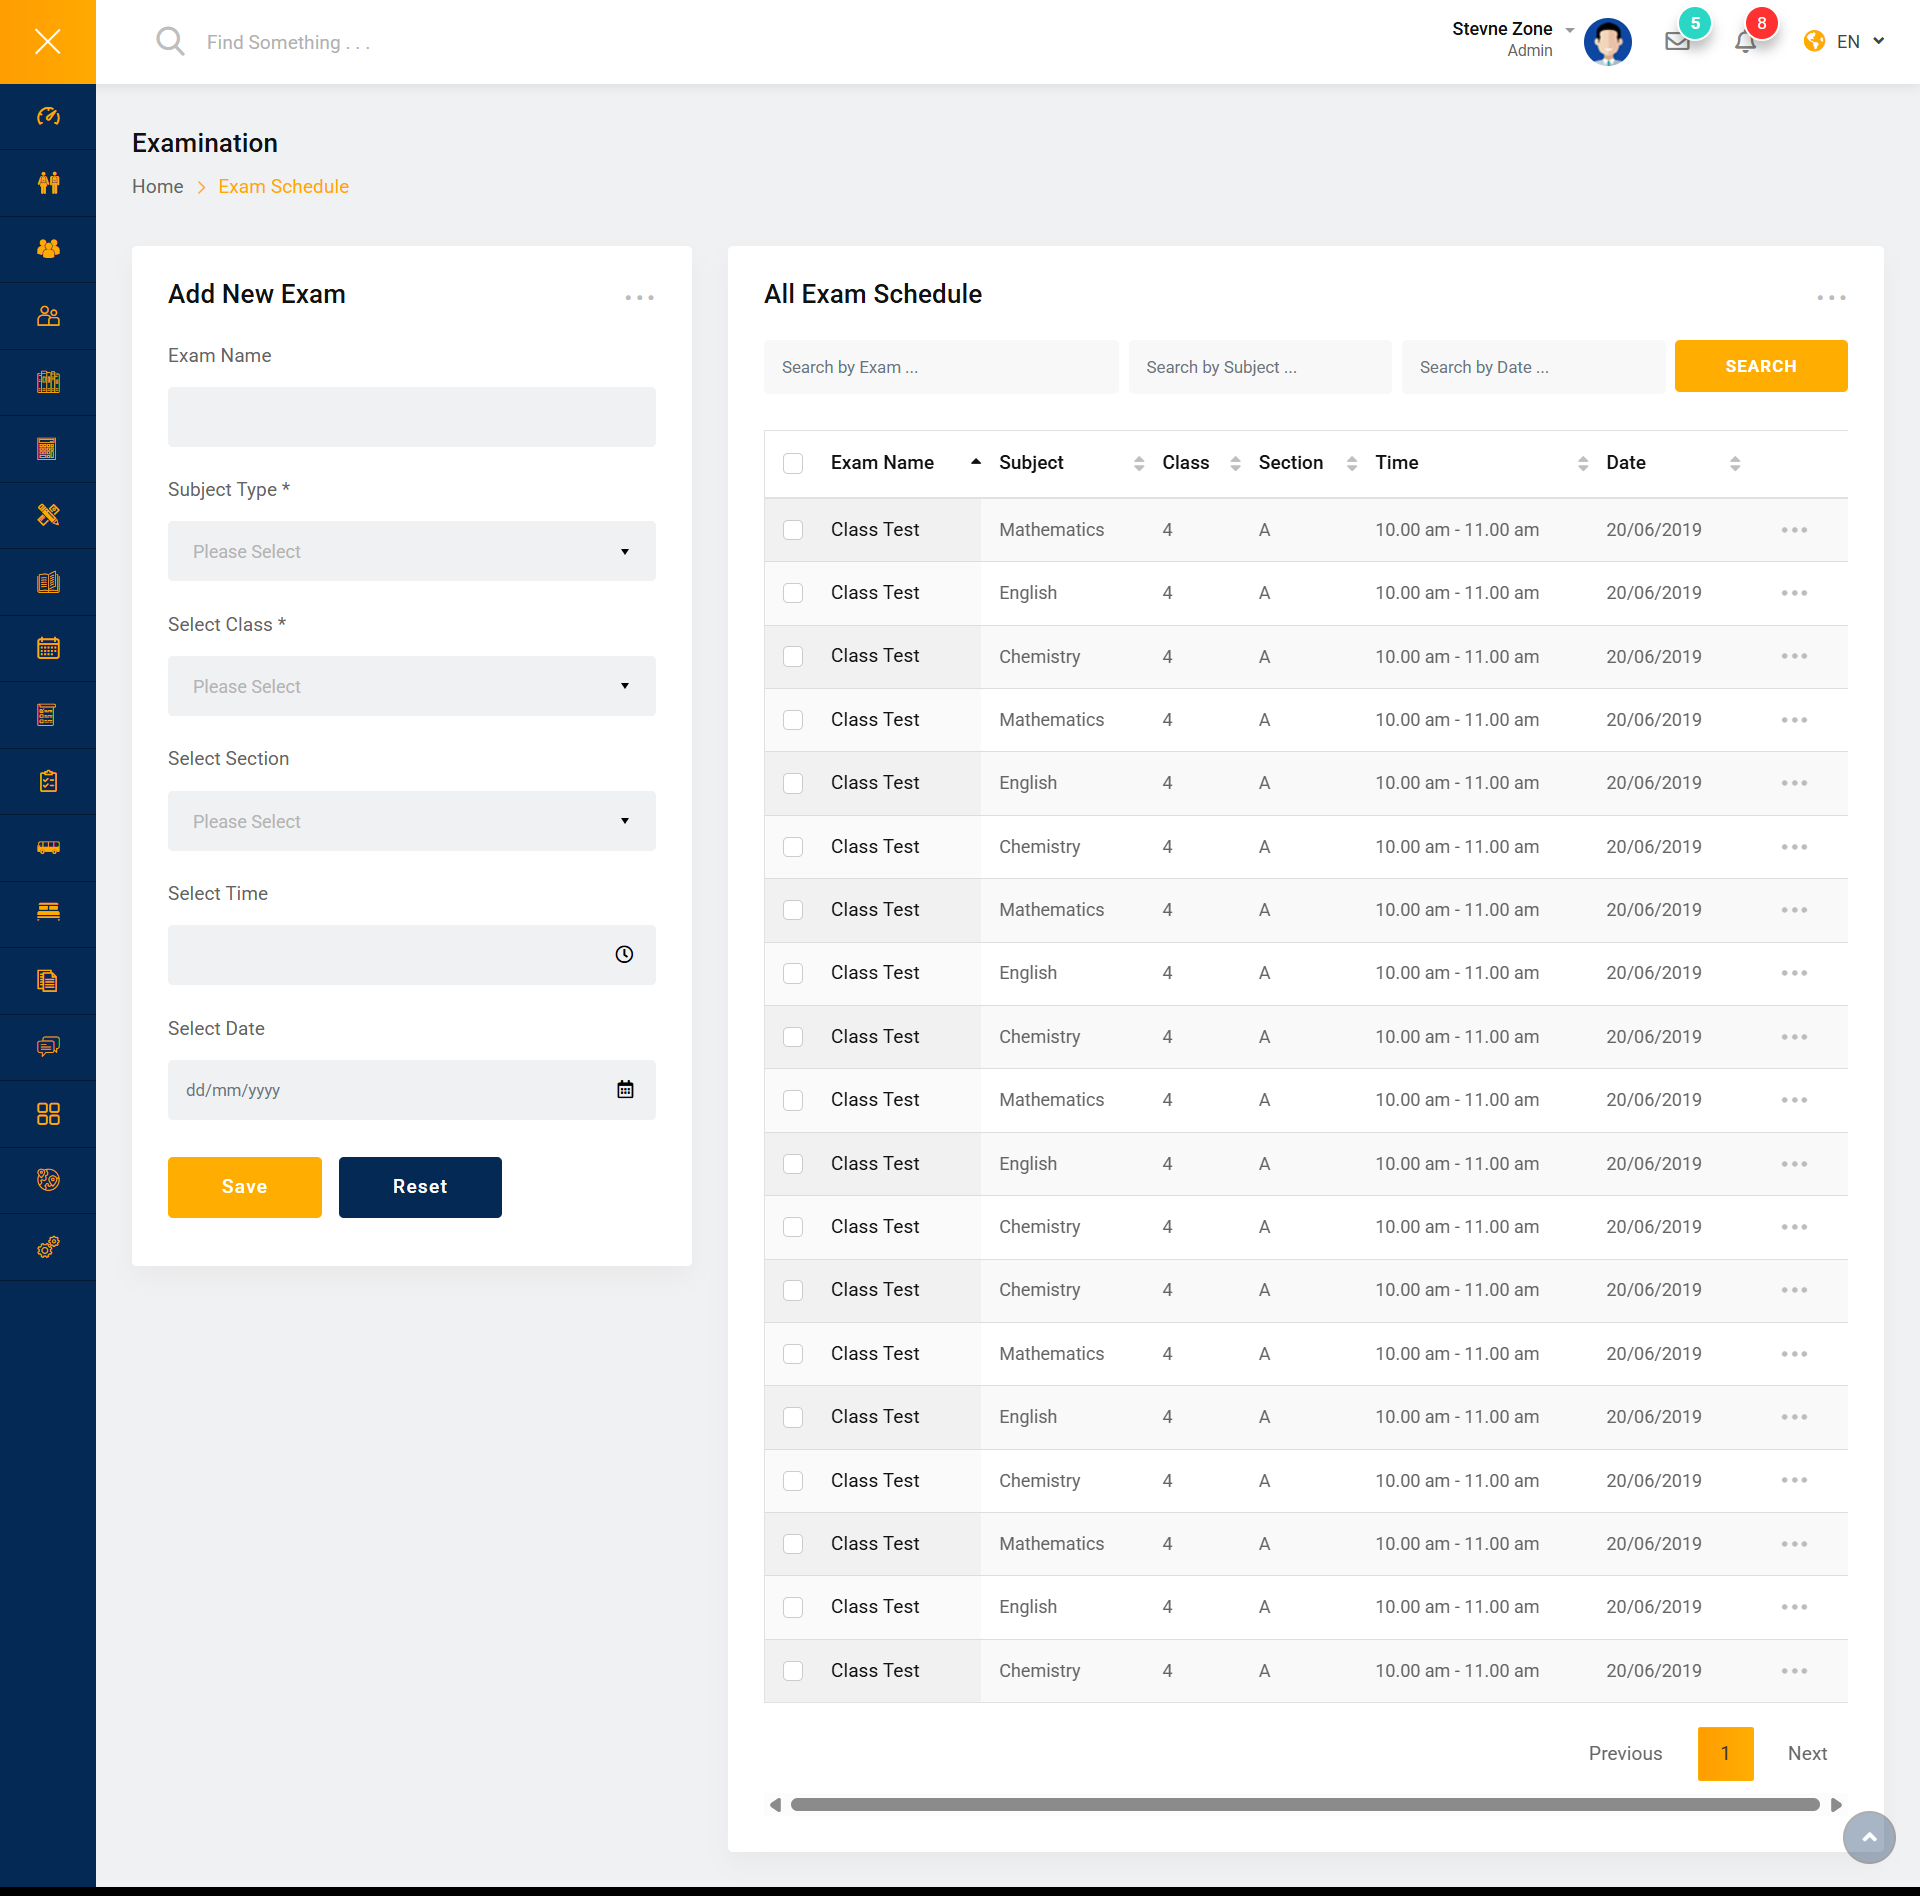 Find Something . . .
Stevne Zone
Admin
5
8
EN
Examination
Home
Exam Schedule
Add New Exam
Exam Name
Subject Type *
Please Select
Select Class *
Please Select
Select Section
Please Select
Select Time
Select Date
dd/mm/yyyy
Save Reset
All Exam Schedule
Search by Exam ... Search by Subject ... Search by Date ... SEARCH
Exam Name Subject Class Section Time Date
Class Test Mathematics 4 A 10.00 am - 11.00 am 20/06/2019
Class Test English 4 A 10.00 am - 11.00 am 20/06/2019
Class Test Chemistry 4 A 10.00 am - 11.00 am 20/06/2019
Class Test Mathematics 4 A 10.00 am - 11.00 am 20/06/2019
Class Test English 4 A 10.00 am - 11.00 am 20/06/2019
Class Test Chemistry 4 A 10.00 am - 11.00 am 20/06/2019
Class Test Mathematics 4 A 10.00 am - 11.00 am 20/06/2019
Class Test English 4 A 10.00 am - 11.00 am 20/06/2019
Class Test Chemistry 4 A 10.00 am - 11.00 am 20/06/2019
Class Test Mathematics 4 A 10.00 am - 11.00 am 20/06/2019
Class Test English 4 A 10.00 am - 11.00 am 20/06/2019
Class Test Chemistry 4 A 10.00 am - 11.00 am 20/06/2019
Class Test Chemistry 4 A 10.00 am - 11.00 am 20/06/2019
Class Test Mathematics 4 A 10.00 am - 11.00 am 20/06/2019
Class Test English 4 A 10.00 am - 11.00 am 20/06/2019
Class Test Chemistry 4 A 10.00 am - 11.00 am 20/06/2019
Class Test Mathematics 4 A 10.00 am - 11.00 am 20/06/2019
Class Test English 4 A 10.00 am - 11.00 am 20/06/2019
Class Test Chemistry 4 A 10.00 am - 11.00 am 20/06/2019
Previous 1 Next